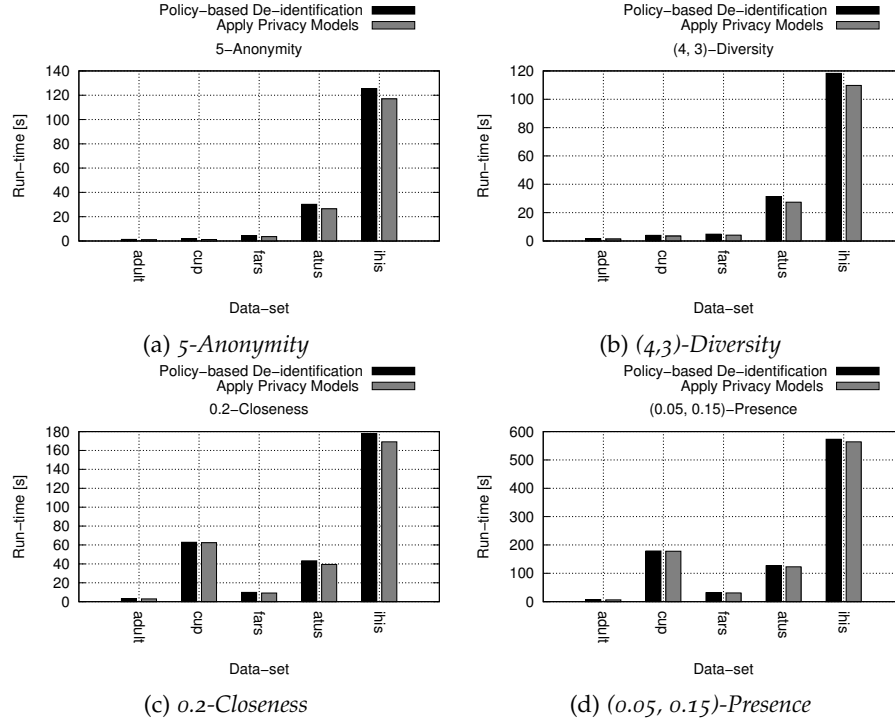 Policy-based De-identification
Apply Privacy Models
5-Anonymity
Run-time [s]
140
120
100
80
60
40
20
0
adult
cup
fars
atus
ihis
Data-set
(a) 5-Anonymity
Policy-based De-identification
Apply Privacy Models
(4, 3)-Diversity
Run-time [s]
120
100
80
60
40
20
0
adult
cup
fars
atus
ihis
Data-set
(b) (4,3)-Diversity
Policy-based De-identification
Apply Privacy Models
0.2-Closeness
Run-time [s]
180
160
140
120
100
80
60
40
20
0
adult
cup
fars
atus
ihis
Data-set
(c) 0.2-Closeness
Policy-based De-identification
Apply Privacy Models
(0.05, 0.15)-Presence
Run-time [s]
600
500
400
300
200
100
0
adult
cup
fars
atus
ihis
Data-set
(d) (0.05, 0.15)-Presence